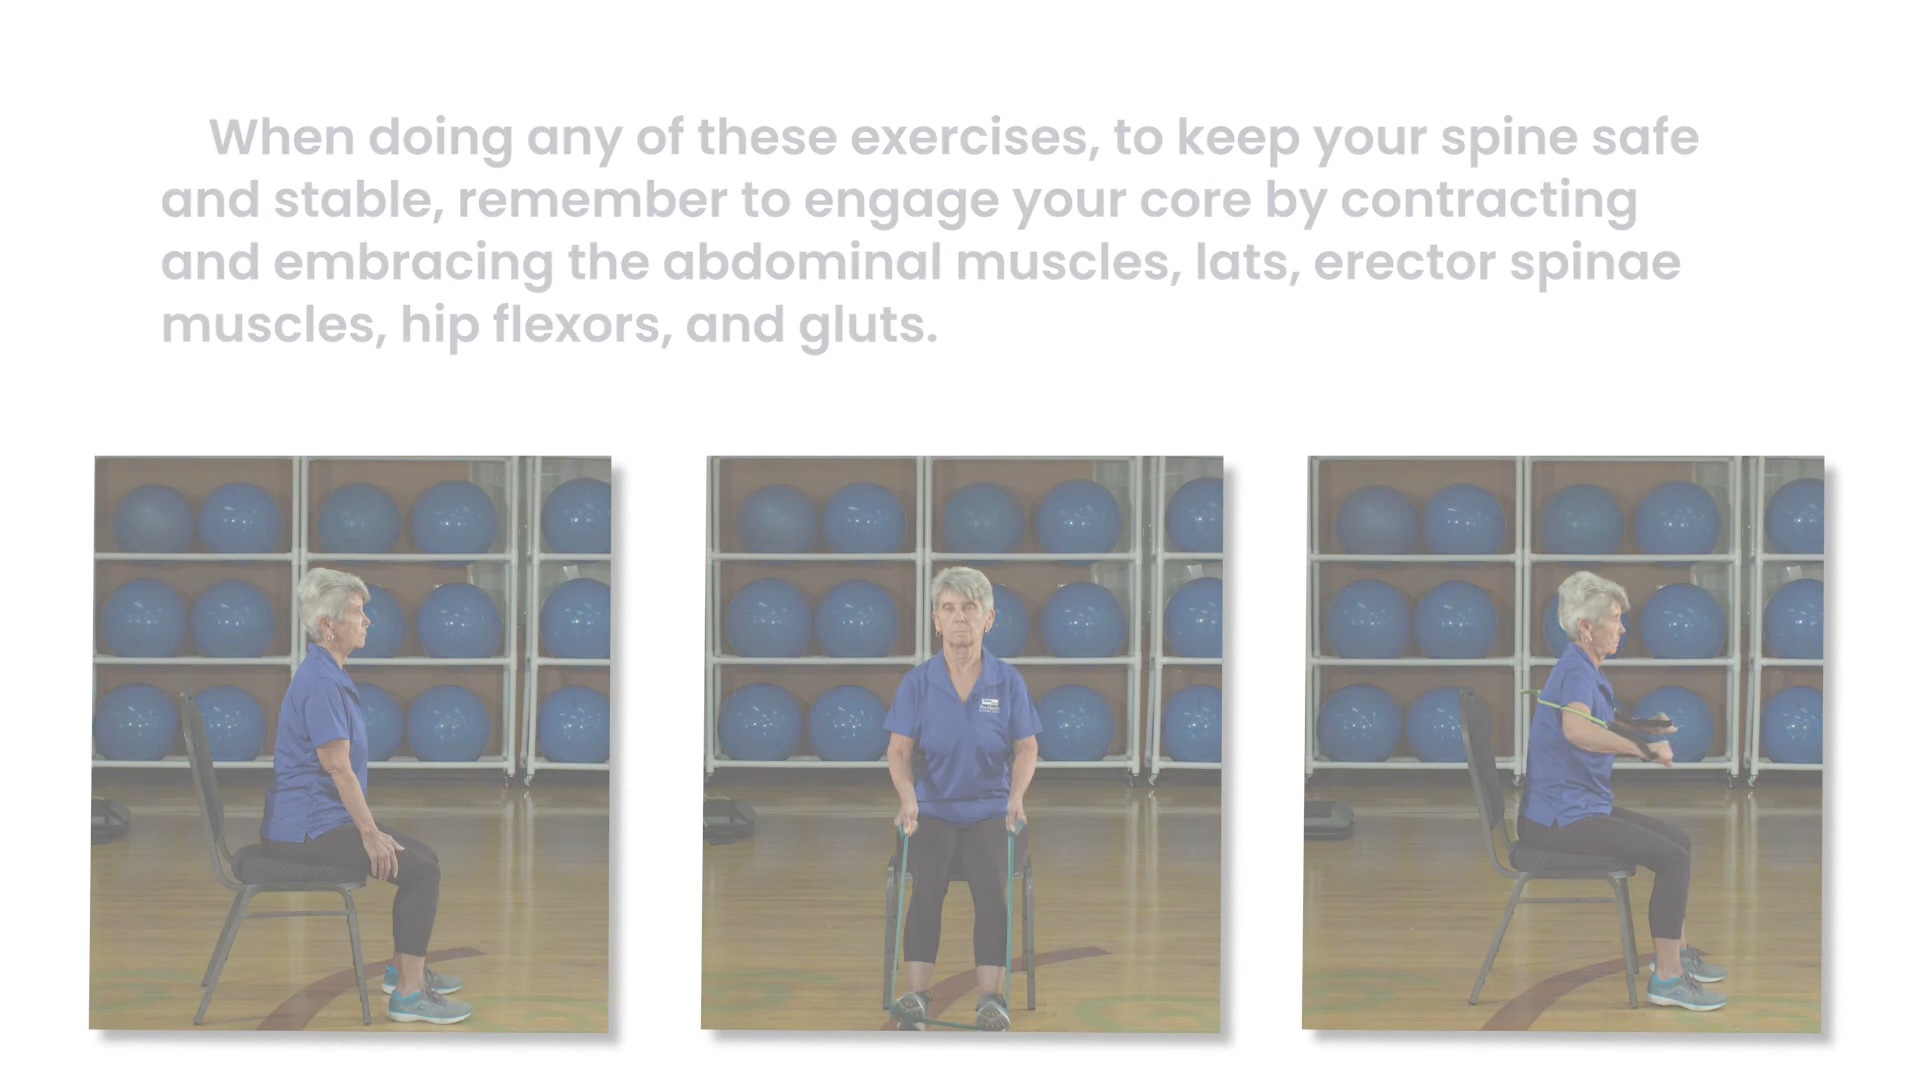 When doing any of these exercises, to keep your spine safe
and stable, remember to engage your core by contracting
and embracing the abdominal muscles, lats, erector spinae
muscles, hip flexors, and gluts.